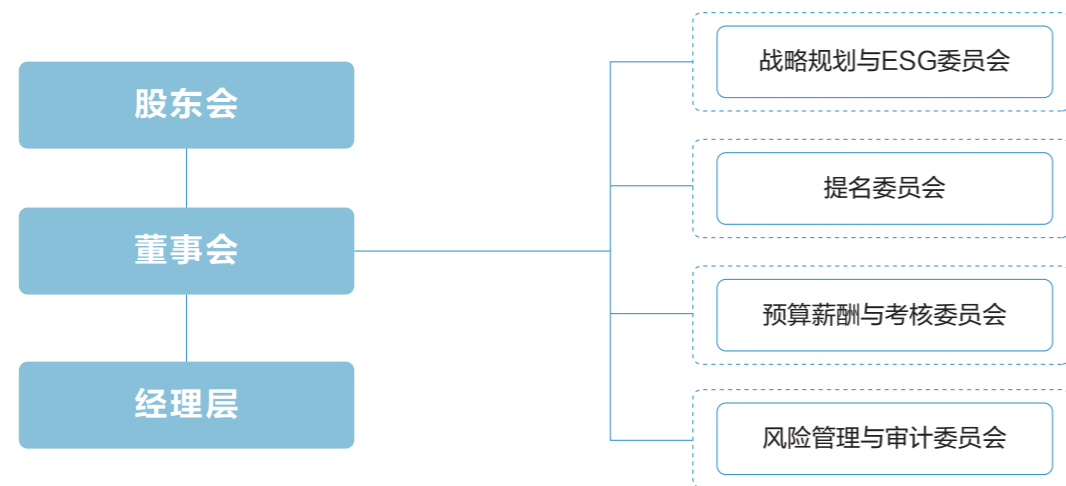 股东会
董事会
经理层
战略规划与ESG委员会
提名委员会
预算薪酬与考核委员会
风险管理与审计委员会